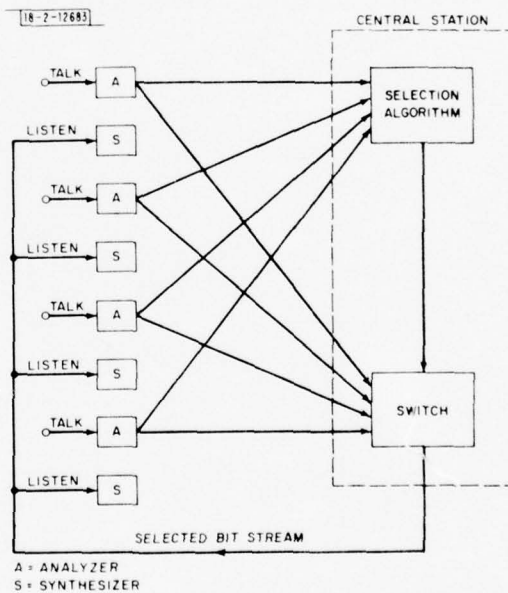 18-2-12683
CENTRAL STATION
TALK
A
SELECTION
ALGORITHM
LISTEN
S
TALK
A
LISTEN
S
TALK
A
LISTEN
S
TALK
A
SWITCH
LISTEN
S
SELECTED BIT STREAM
A = ANALYZER
S = SYNTHESIZER